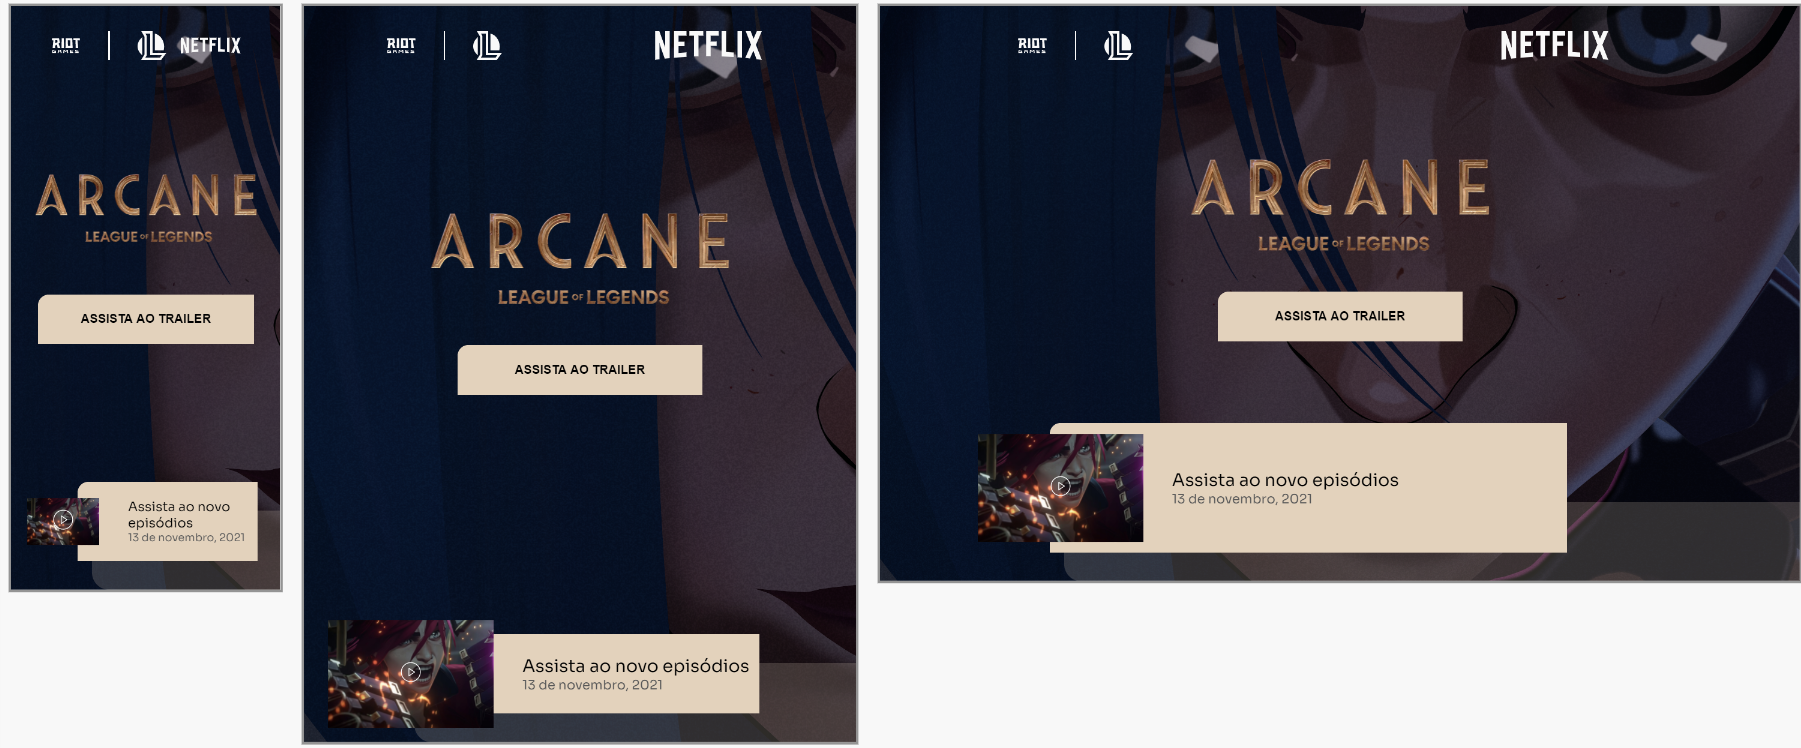 RIOT GAMES
NETFLIX
ARCANE
LEAGUE OF LEGENDS
ASSISTA AO TRAILER
Assista ao novo
episódios
13 de novembro, 2021
RIOT GAMES
NETFLIX
ARCANE
LEAGUE OF LEGENDS
ASSISTA AO TRAILER
Assista ao novo episódios
13 de novembro, 2021
RIOT GAMES
NETFLIX
ARCANE
LEAGUE OF LEGENDS
ASSISTA AO TRAILER
Assista ao novo episódios
13 de novembro, 2021